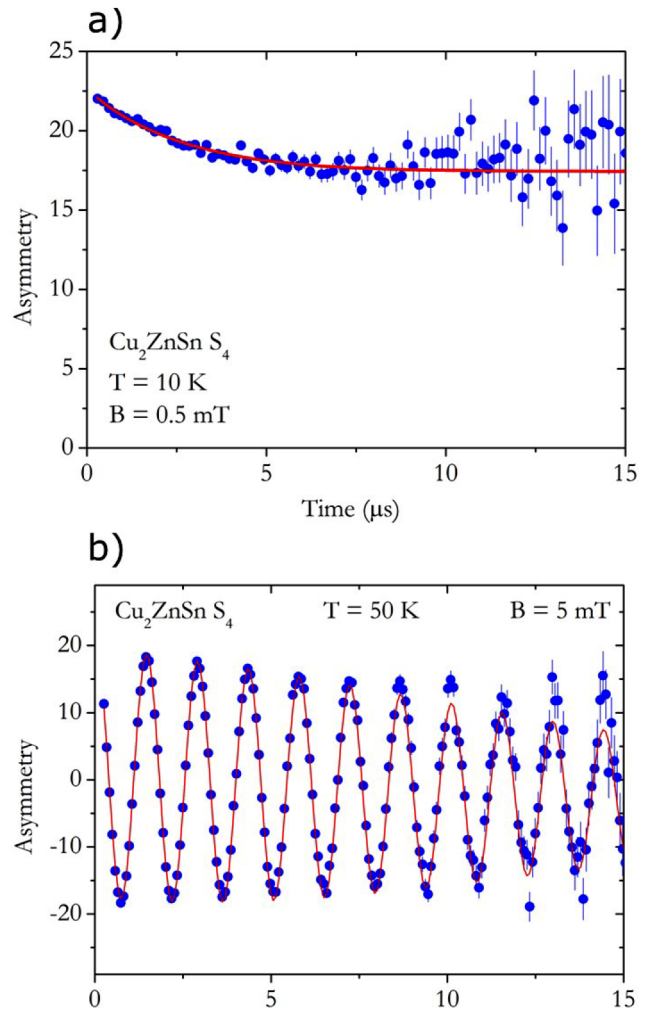 a)
25
20
15
10
5
0
Asymmetry
Cu₂ZnSn S₄
T = 10 K
B = 0.5 mT
0 5 10 15
Time (μs)
b)
Cu₂ZnSn S₄ T = 50 K B = 5 mT
20
10
0
-10
-20
Asymmetry
0 5 10 15